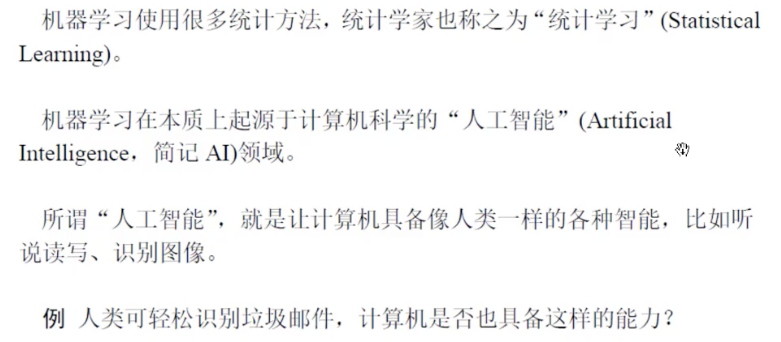 机器学习使用很多统计方法，统计学家也称之为“统计学习”(Statistical
Learning)。
机器学习在本质上起源于计算机科学的“人工智能”(Artificial
Intelligence，简记 AI)领域。
所谓“人工智能”，就是让计算机具备像人类一样的各种智能，比如听
说读写、识别图像。
例 人类可轻松识别垃圾邮件，计算机是否也具备这样的能力？